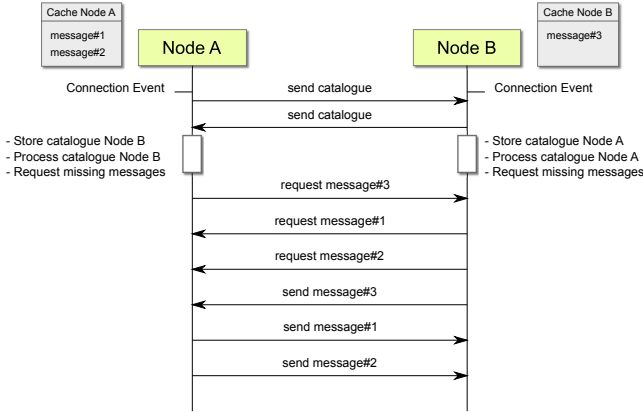 Cache Node A
message#1
message#2
Node A
Node B
Cache Node B
message#3
Connection Event
send catalogue
Connection Event
send catalogue
- Store catalogue Node B
- Process catalogue Node B
- Request missing messages
- Store catalogue Node A
- Process catalogue Node A
- Request missing messages
request message#3
request message#1
request message#2
send message#3
send message#1
send message#2